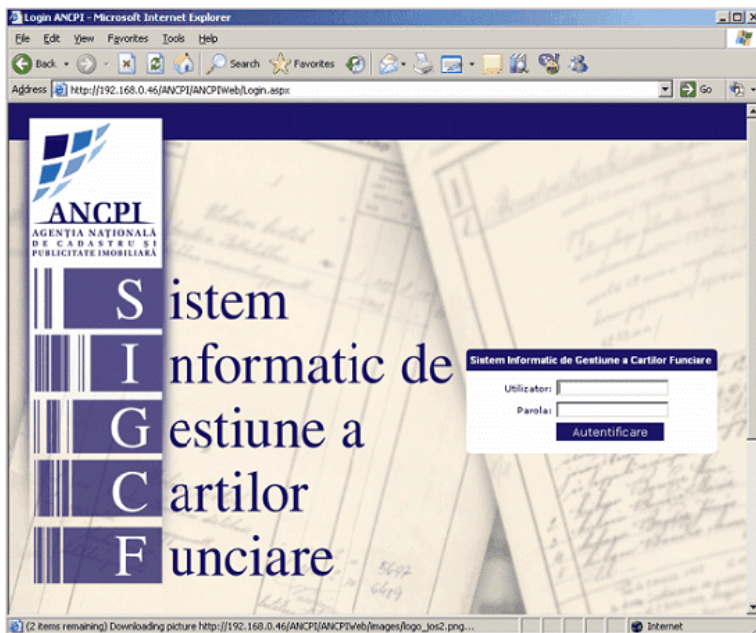 Login ANCPI - Microsoft Internet Explorer
File Edit View Favorites Tools Help
Back Search Favorites
Address http://192.168.0.46/ANCPI/ANCPIWeb/Login.aspx Go
ANCPI
AGENȚIA NAȚIONALĂ
DE CADASTRU ȘI
PUBLICITATE IMOBILIARĂ
Sistem
Informatic de
Gestiune a
Cartilor
Funciare
Sistem Informatic de Gestiune a Cartilor Funciare
Utilizator:
Parola:
Autentificare
(2 items remaining) Downloading picture http://192.168.0.46/ANCPI/ANCPIWeb/images/logo_jos2.png... Internet